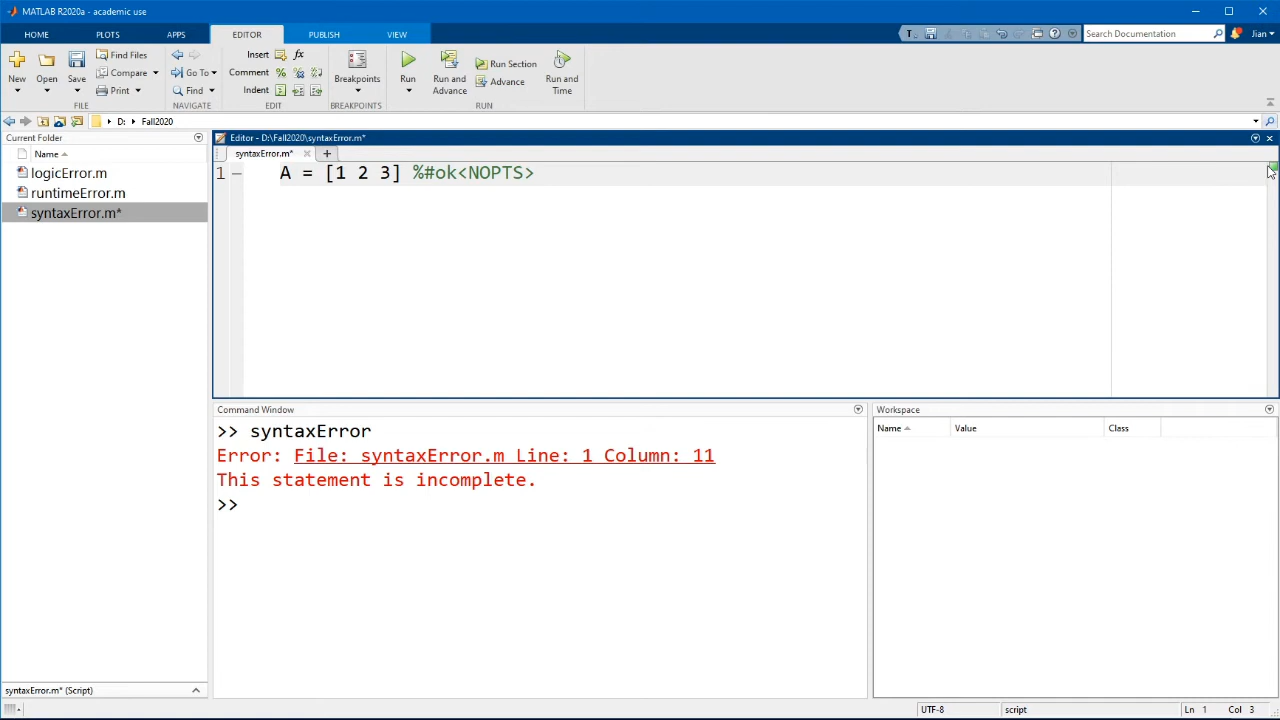 MATLAB R2020a - academic use
HOME PLOTS APPS EDITOR PUBLISH VIEW
Search Documentation
Jian
New Open Save
Find Files
Compare
Print
Go To
Find
Insert
Comment
Indent
Breakpoints
Run
Run and Advance
Run Section
Advance
Run and Time
FILE NAVIGATE EDIT BREAKPOINTS RUN
D: Fall2020
Current Folder
Name
logicError.m
runtimeError.m
syntaxError.m*
syntaxError.m* (Script)
Editor - D:\Fall2020\syntaxError.m*
syntaxError.m*
1 A = [1 2 3] %#ok<NOPTS>
Command Window
>> syntaxError
Error: File: syntaxError.m Line: 1 Column: 11
This statement is incomplete.
>>
Workspace
Name Value Class
UTF-8 script Ln 1 Col 3